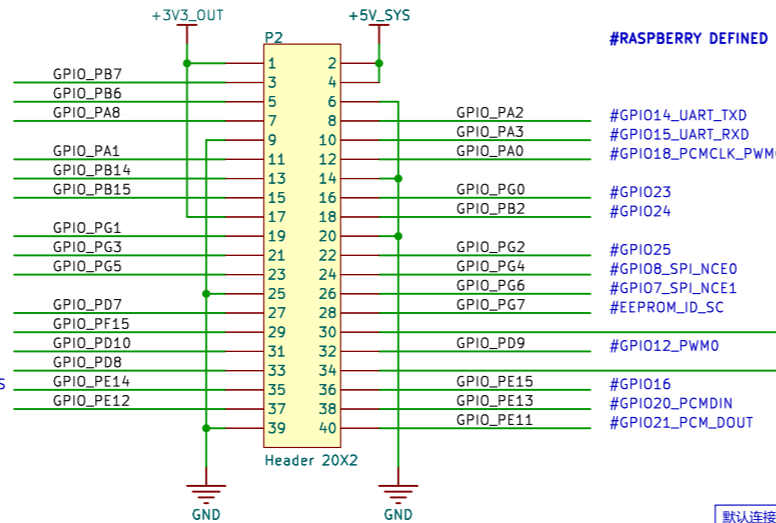 +3V3_OUT
+5V_SYS
#RASPBERRY DEFINED
P2
1 2
GPIO_PB7 3 4
GPIO_PB6 5 6
GPIO_PA8 7 8 GPIO_PA2 #GPIO14_UART_TXD
9 10 GPIO_PA3 #GPIO15_UART_RXD
GPIO_PA1 11 12 GPIO_PA0 #GPIO18_PCMCLK_PWM
GPIO_PB14 13 14
GPIO_PB15 15 16 GPIO_PG0 #GPIO23
17 18 GPIO_PB2 #GPIO24
GPIO_PG1 19 20
GPIO_PG3 21 22 GPIO_PG2 #GPIO25
GPIO_PG5 23 24 GPIO_PG4 #GPIO8_SPI_NCE0
25 26 GPIO_PG6 #GPIO7_SPI_NCE1
GPIO_PD7 27 28 GPIO_PG7 #EEPROM_ID_SC
GPIO_PF15 29 30
GPIO_PD10 31 32 GPIO_PD9 #GPIO12_PWM0
GPIO_PD8 33 34
S GPIO_PE14 35 36 GPIO_PE15 #GPIO16
GPIO_PE12 37 38 GPIO_PE13 #GPIO20_PCMDIN
39 40 GPIO_PE11 #GPIO21_PCM_DOUT
Header 20X2
GND
GND
默认连接